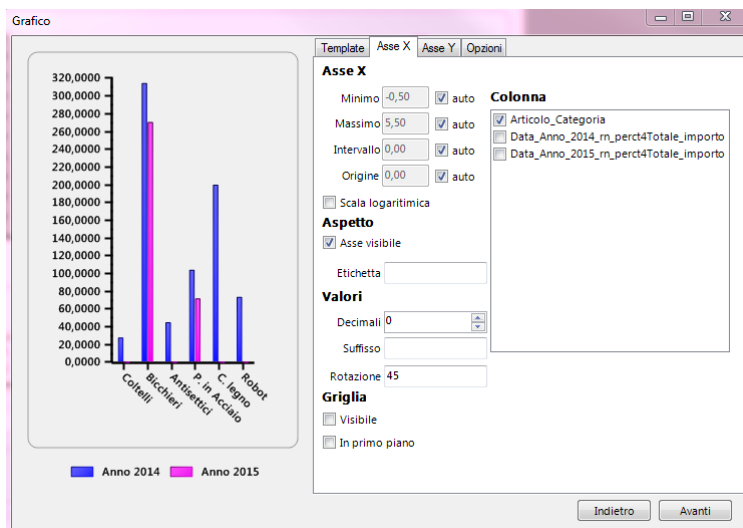 Grafico
320,0000
300,0000
280,0000
260,0000
240,0000
220,0000
200,0000
180,0000
160,0000
140,0000
120,0000
100,0000
80,0000
60,0000
40,0000
20,0000
0,0000
Coltelli
Bicchieri
Antisettici
P. in Acciaio
C. legno
Robot
Anno 2014 Anno 2015
Template Asse X Asse Y Opzioni
Asse X
Minimo -0,50 auto
Massimo 5,50 auto
Intervallo 0,00 auto
Origine 0,00 auto
Scala logaritmica
Aspetto
Asse visibile
Etichetta
Valori
Decimali 0
Suffisso
Rotazione 45
Griglia
Visibile
In primo piano
Colonna
Articolo_Categoria
Data_Anno_2014_rn_perct4Totale_importo
Data_Anno_2015_rn_perct4Totale_importo
Indietro Avanti